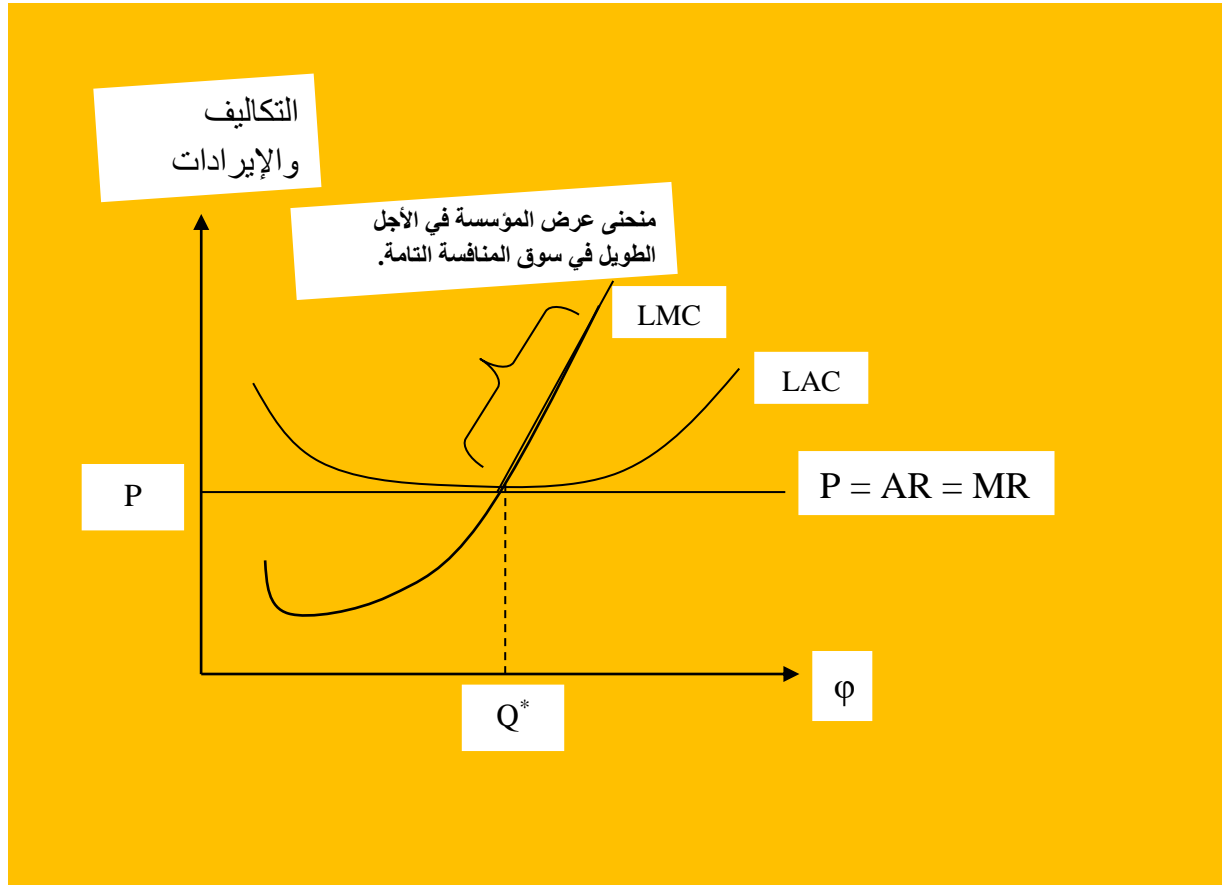 التكاليف
والإيرادات
منحنى عرض المؤسسة في الأجل
الطويل في سوق المنافسة التامة.
LMC
LAC
P
P = AR = MR
φ
Q*